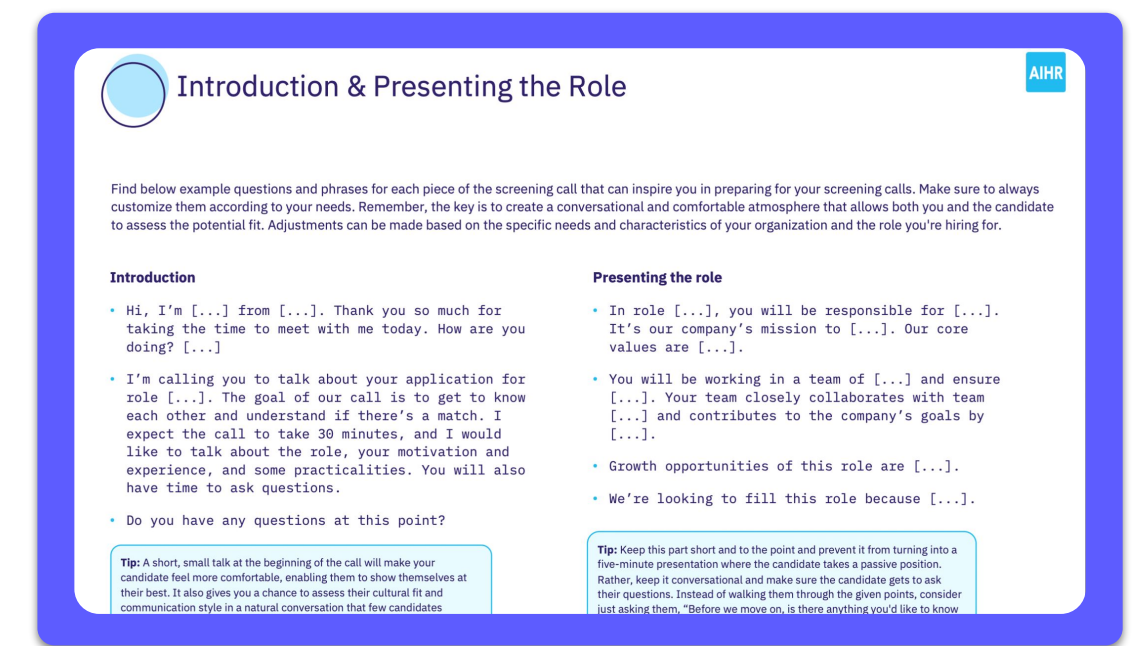 Introduction & Presenting the Role
AIHR
Find below example questions and phrases for each piece of the screening call that can inspire you in preparing for your screening calls. Make sure to always
customize them according to your needs. Remember, the key is to create a conversational and comfortable atmosphere that allows both you and the candidate
to assess the potential fit. Adjustments can be made based on the specific needs and characteristics of your organization and the role you're hiring for.
Introduction
• Hi, I’m [...] from [...]. Thank you so much for
taking the time to meet with me today. How are you
doing? [...]
• I’m calling you to talk about your application for
role [...]. The goal of our call is to get to know
each other and understand if there’s a match. I
expect the call to take 30 minutes, and I would
like to talk about the role, your motivation and
experience, and some practicalities. You will also
have time to ask questions.
• Do you have any questions at this point?
Tip: A short, small talk at the beginning of the call will make your
candidate feel more comfortable, enabling them to show themselves at
their best. It also gives you a chance to assess their cultural fit and
communication style in a natural conversation that few candidates
Presenting the role
• In role [...], you will be responsible for [...].
It’s our company’s mission to [...]. Our core
values are [...].
• You will be working in a team of [...] and ensure
[...]. Your team closely collaborates with team
[...] and contributes to the company’s goals by
[...].
• Growth opportunities of this role are [...].
• We’re looking to fill this role because [...].
Tip: Keep this part short and to the point and prevent it from turning into a
five-minute presentation where the candidate takes a passive position.
Rather, keep it conversational and make sure the candidate gets to ask
their questions. Instead of walking them through the given points, consider
just asking them, “Before we move on, is there anything you'd like to know